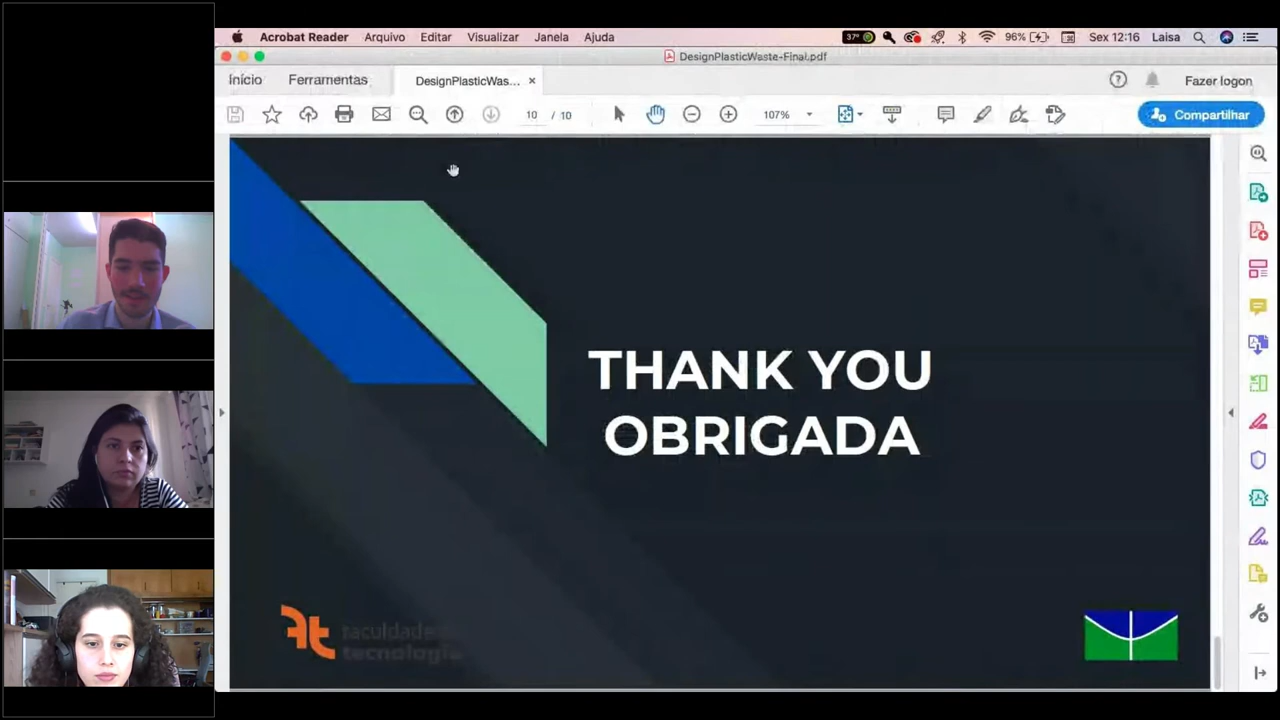 Acrobat Reader Arquivo Editar Visualizar Janela Ajuda 37° 96% Sex 12:16 Laisa
DesignPlasticWaste-Final.pdf
Início Ferramentas DesignPlasticWas... × Fazer logon
10 / 10 107% Compartilhar
THANK YOU
OBRIGADA
ft faculdade
tecnologia